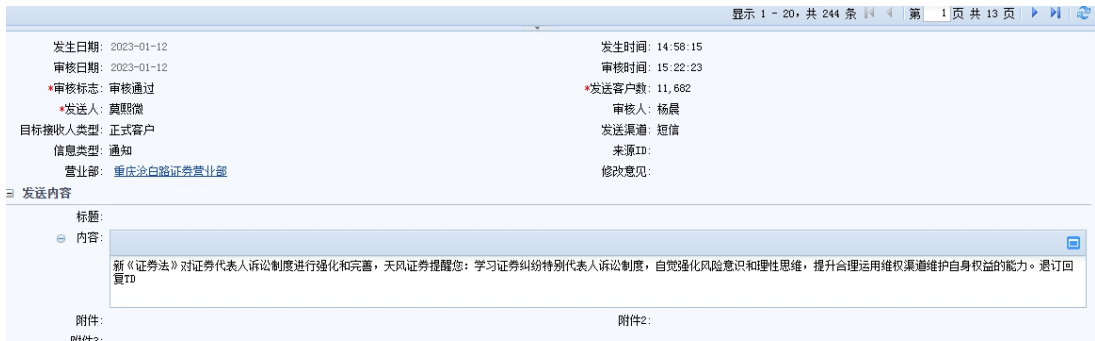 显示 1 - 20，共 244 条 第 1 页 共 13 页
发生日期: 2023-01-12 发生时间: 14:58:15
审核日期: 2023-01-12 审核时间: 15:22:23
*审核标志: 审核通过 *发送客户数: 11,682
*发送人: 莫熙微 审核人: 杨晨
目标接收人类型: 正式客户 发送渠道: 短信
信息类型: 通知 来源ID:
营业部: 重庆沧白路证券营业部 修改意见:
发送内容
标题:
内容:
新《证券法》对证券代表人诉讼制度进行强化和完善，天风证券提醒您：学习证券纠纷特别代表人诉讼制度，自觉强化风险意识和理性思维，提升合理运用维权渠道维护自身权益的能力。退订回
复TD
附件: 附件2:
附件3: